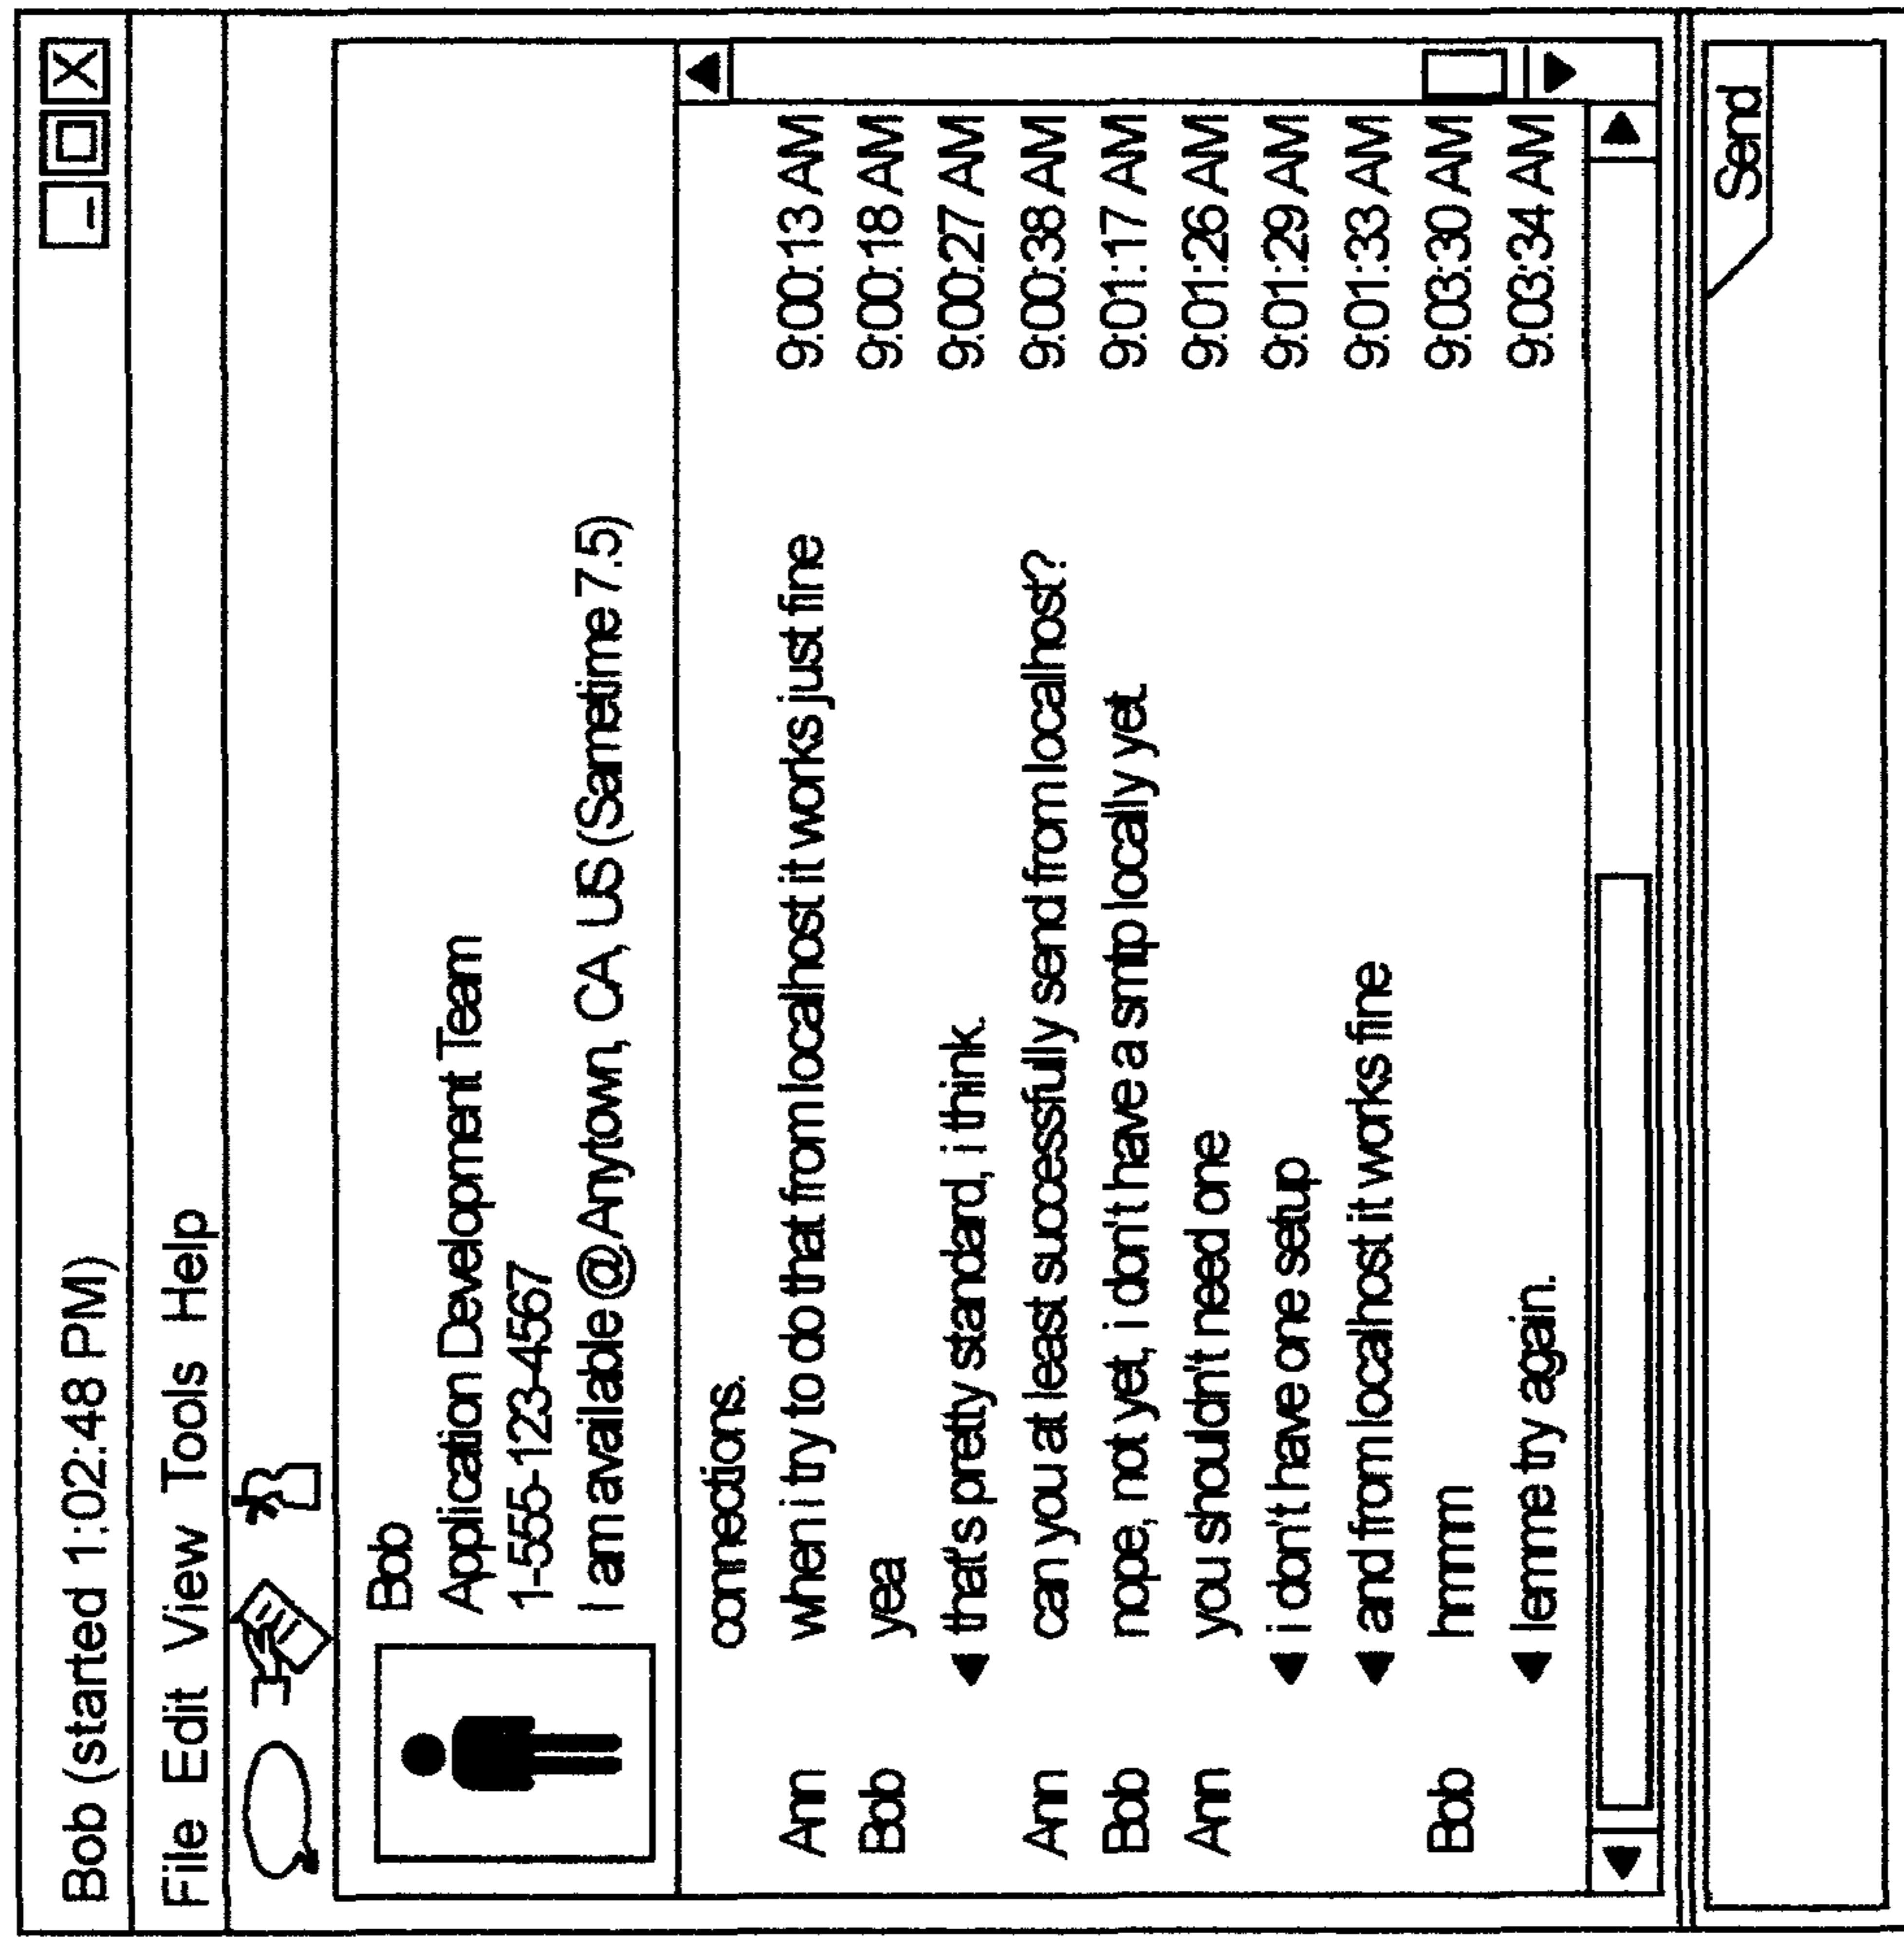 Bob (started 1:02:48 PM)
File Edit View Tools Help
Bob
Application Development Team
1-555-123-4567
I am available @ Anytown, CA, US (Sametime 7.5)
connections.
Ann when i try to do that from localhost it works just fine 9:00:13 AM
Bob yea 9:00:18 AM
that's pretty standard, i think. 9:00:27 AM
Ann can you at least successfully send from localhost? 9:00:38 AM
Bob nope, not yet, i don't have a smtp locally yet. 9:01:17 AM
Ann you shouldn't need one 9:01:26 AM
i don't have one setup 9:01:29 AM
and from localhost it works fine 9:01:33 AM
Bob hmmm 9:03:30 AM
lemme try again. 9:03:34 AM
Send